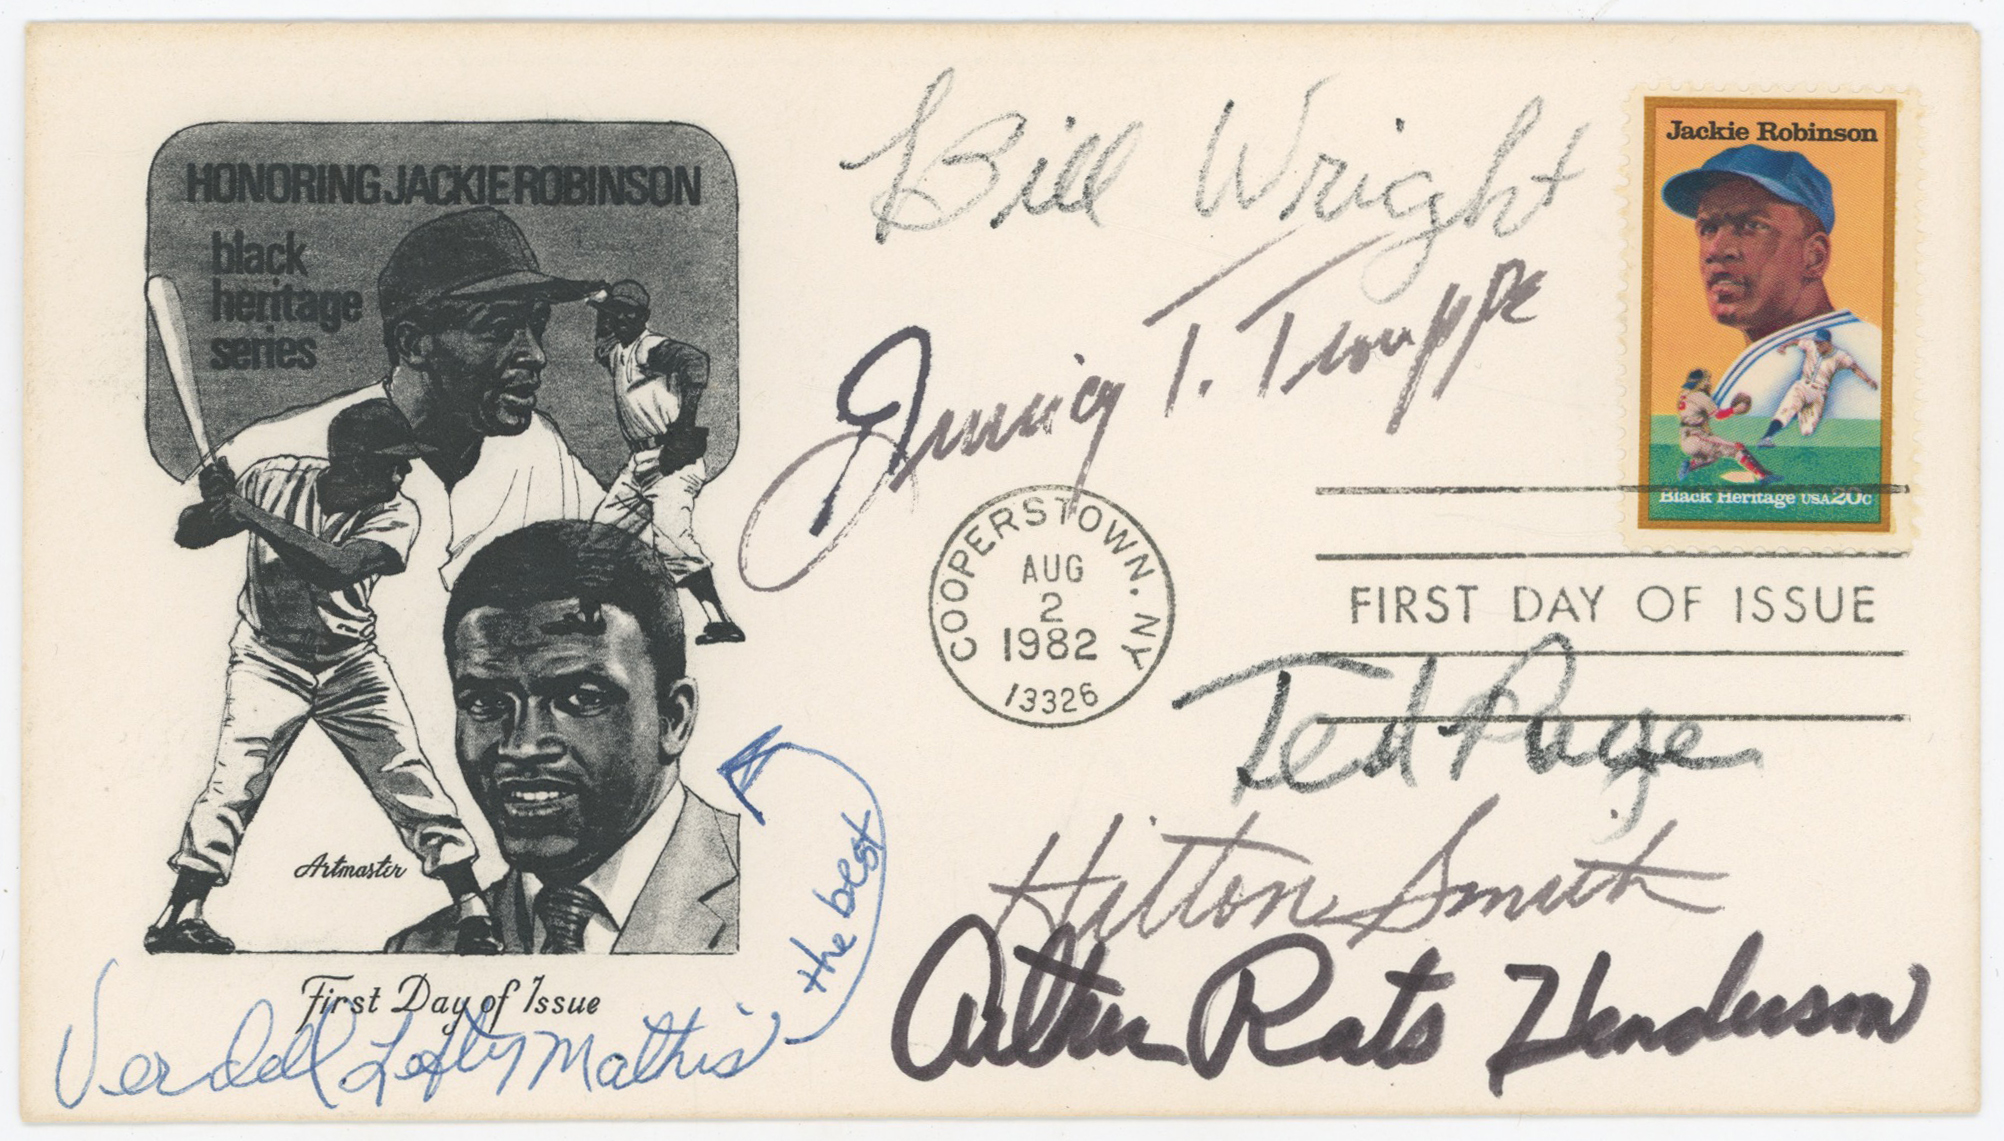 HONORING JACKIE ROBINSON
black
heritage
series
Artmaster
First Day of Issue
Verdell Lefty Mathis
the best
Bill Wright
T. Trouppe
COOPERSTOWN, NY
AUG
2
1982
13326
Jackie Robinson
Black Heritage USA 20c
FIRST DAY OF ISSUE
Ted Page
Hilton Smith
Arthur Rats Henderson